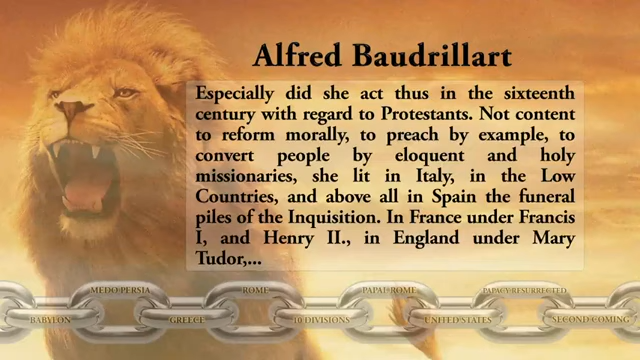 Alfred Baudrillart
Especially did she act thus in the sixteenth
century with regard to Protestants. Not content
to reform morally, to preach by example, to
convert people by eloquent and holy
missionaries, she lit in Italy, in the Low
Countries, and above all in Spain the funeral
piles of the Inquisition. In France under Francis
I, and Henry II., in England under Mary
Tudor,...
MEDO-PERSIA ROME PAPAL ROME PAPACY RESURRECTED
BABYLON GREECE 10 DIVISIONS UNITED STATES SECOND COMING